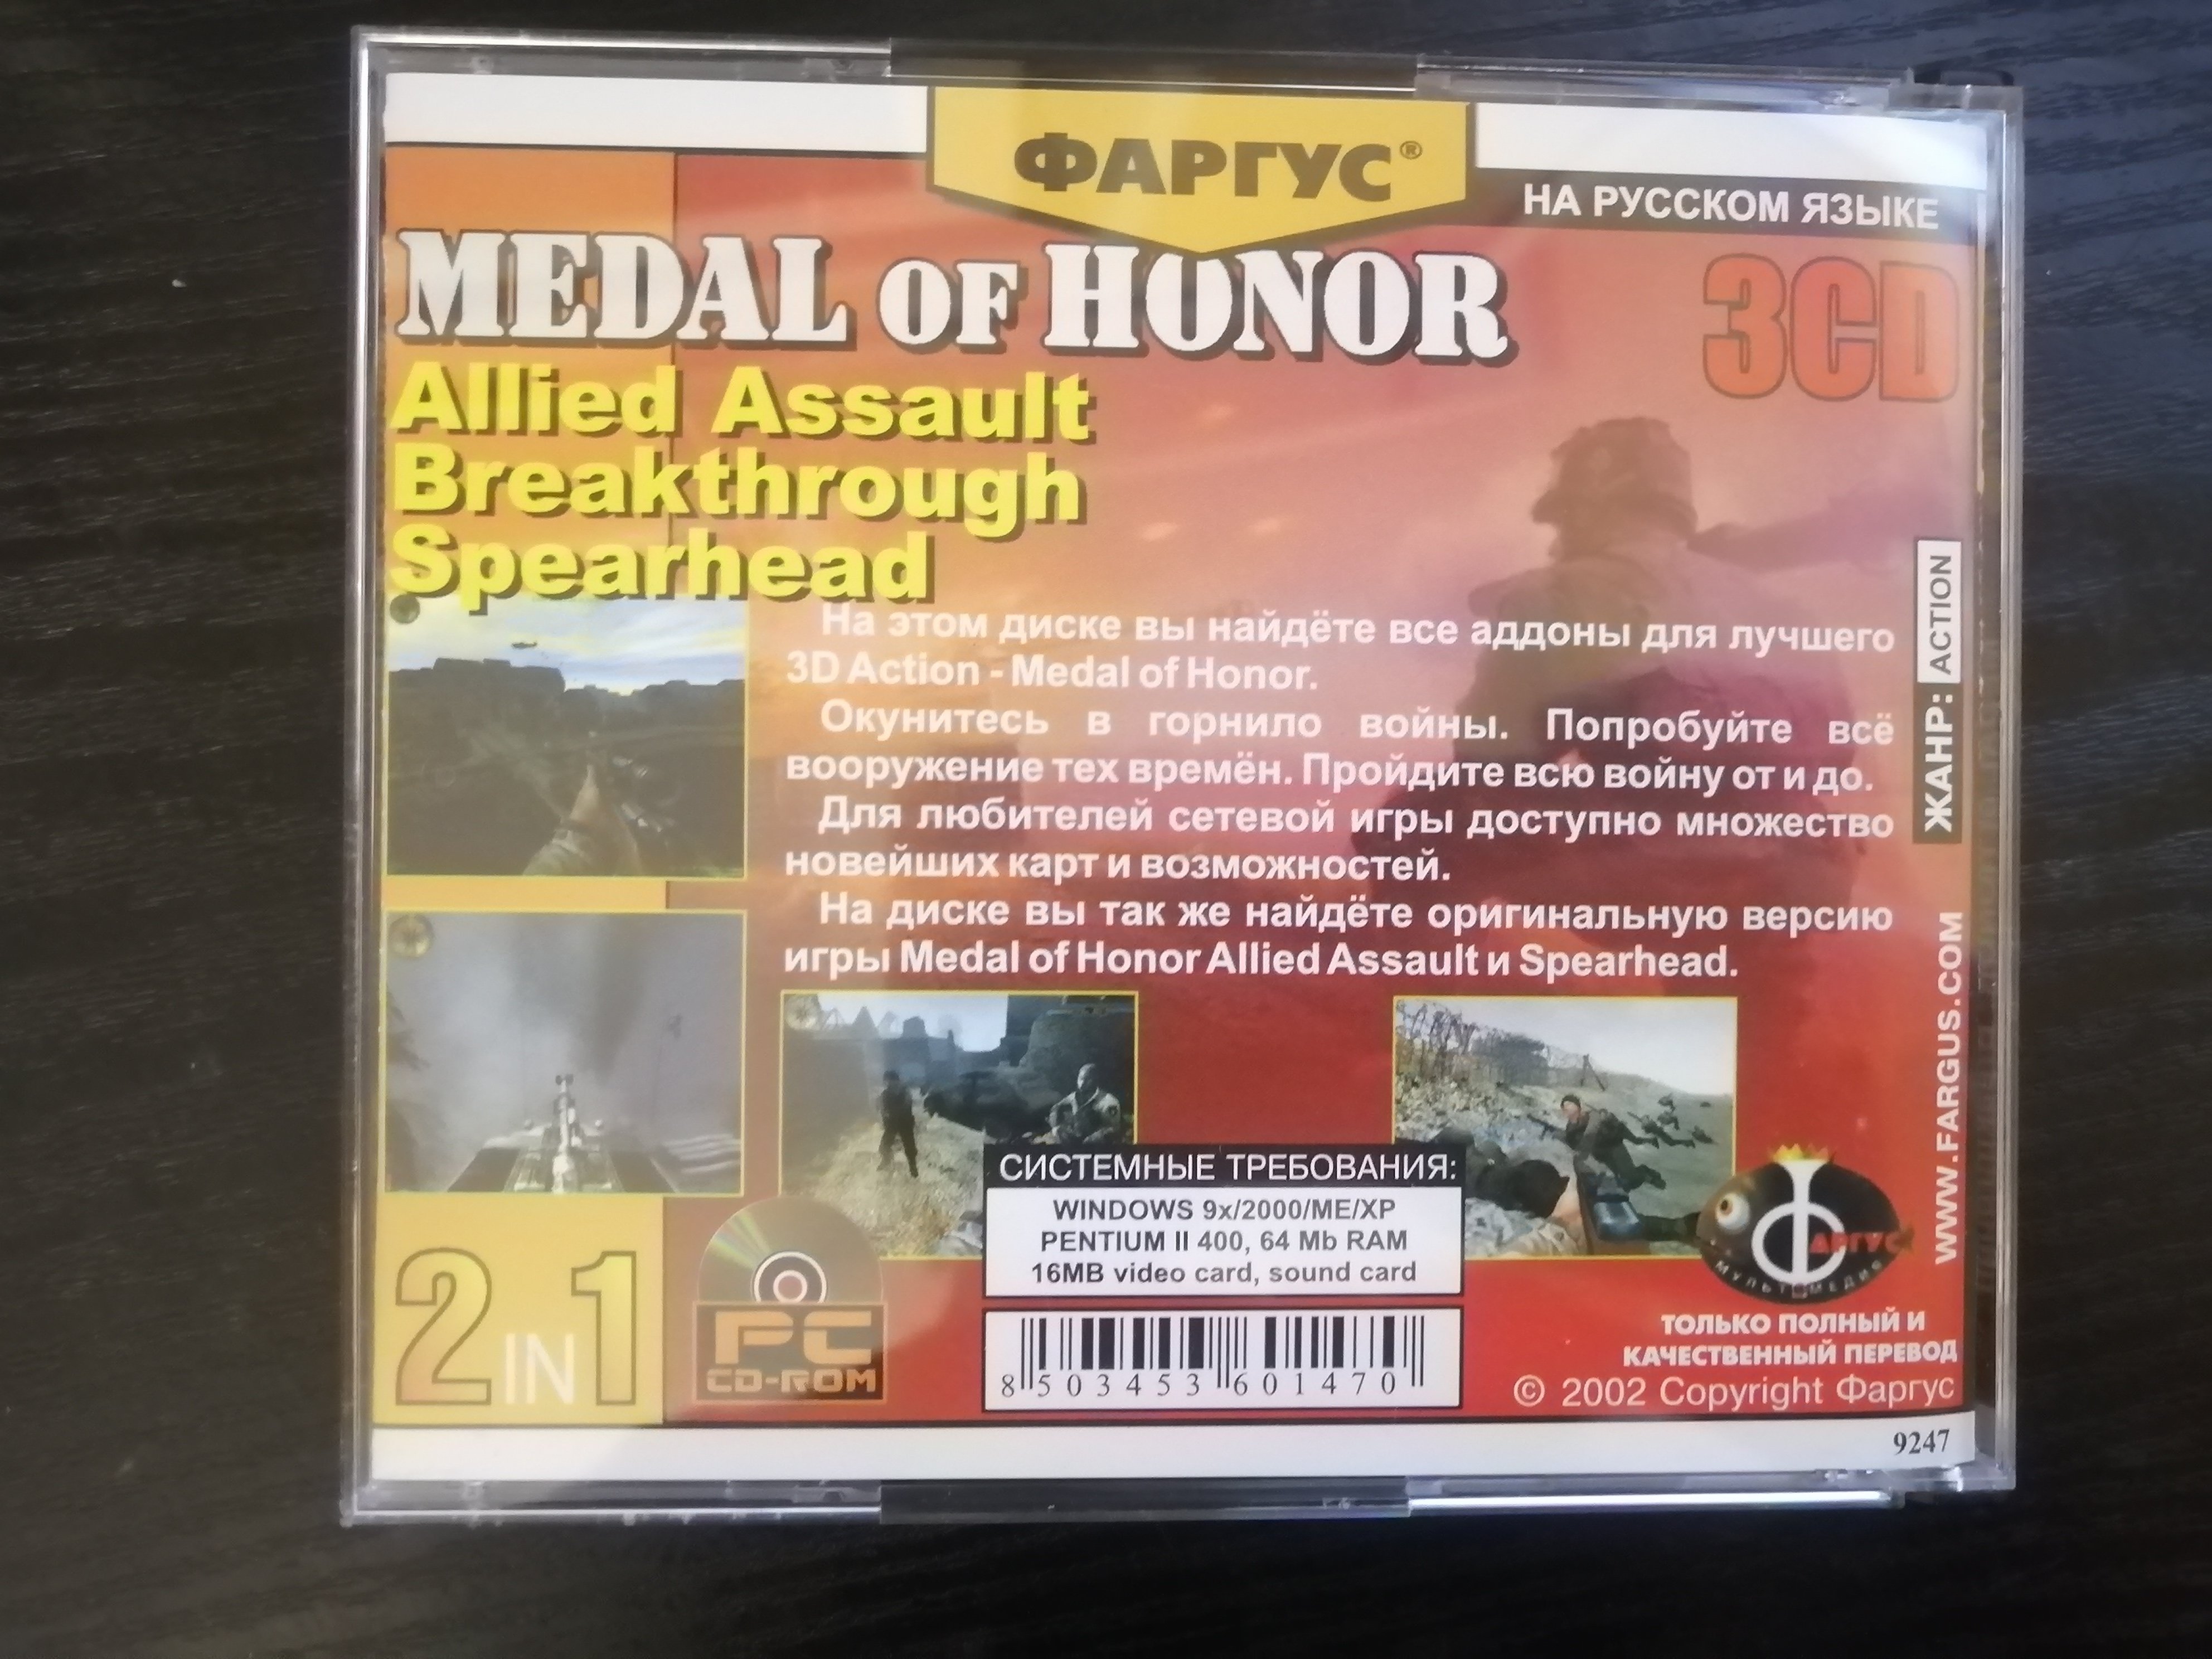 ФАРГУС®
НА РУССКОМ ЯЗЫКЕ
MEDAL OF HONOR
3CD
Allied Assault
Breakthrough
Spearhead
На этом диске вы найдёте все аддоны для лучшего
3D Action - Medal of Honor.
Окунитесь в горнило войны. Попробуйте всё
вооружение тех времён. Пройдите всю войну от и до.
Для любителей сетевой игры доступно множество
новейших карт и возможностей.
На диске вы так же найдёте оригинальную версию
игры Medal of Honor Allied Assault и Spearhead.
ЖАНР: ACTION
WWW.FARGUS.COM
СИСТЕМНЫЕ ТРЕБОВАНИЯ:
WINDOWS 9x/2000/ME/XP
PENTIUM II 400, 64 Mb RAM
16MB video card, sound card
2 IN 1
PC
CD-ROM
8 503453 601470
ФАРГУС
МУЛЬТИМЕДИА
ТОЛЬКО ПОЛНЫЙ И
КАЧЕСТВЕННЫЙ ПЕРЕВОД
© 2002 Copyright Фаргус
9247